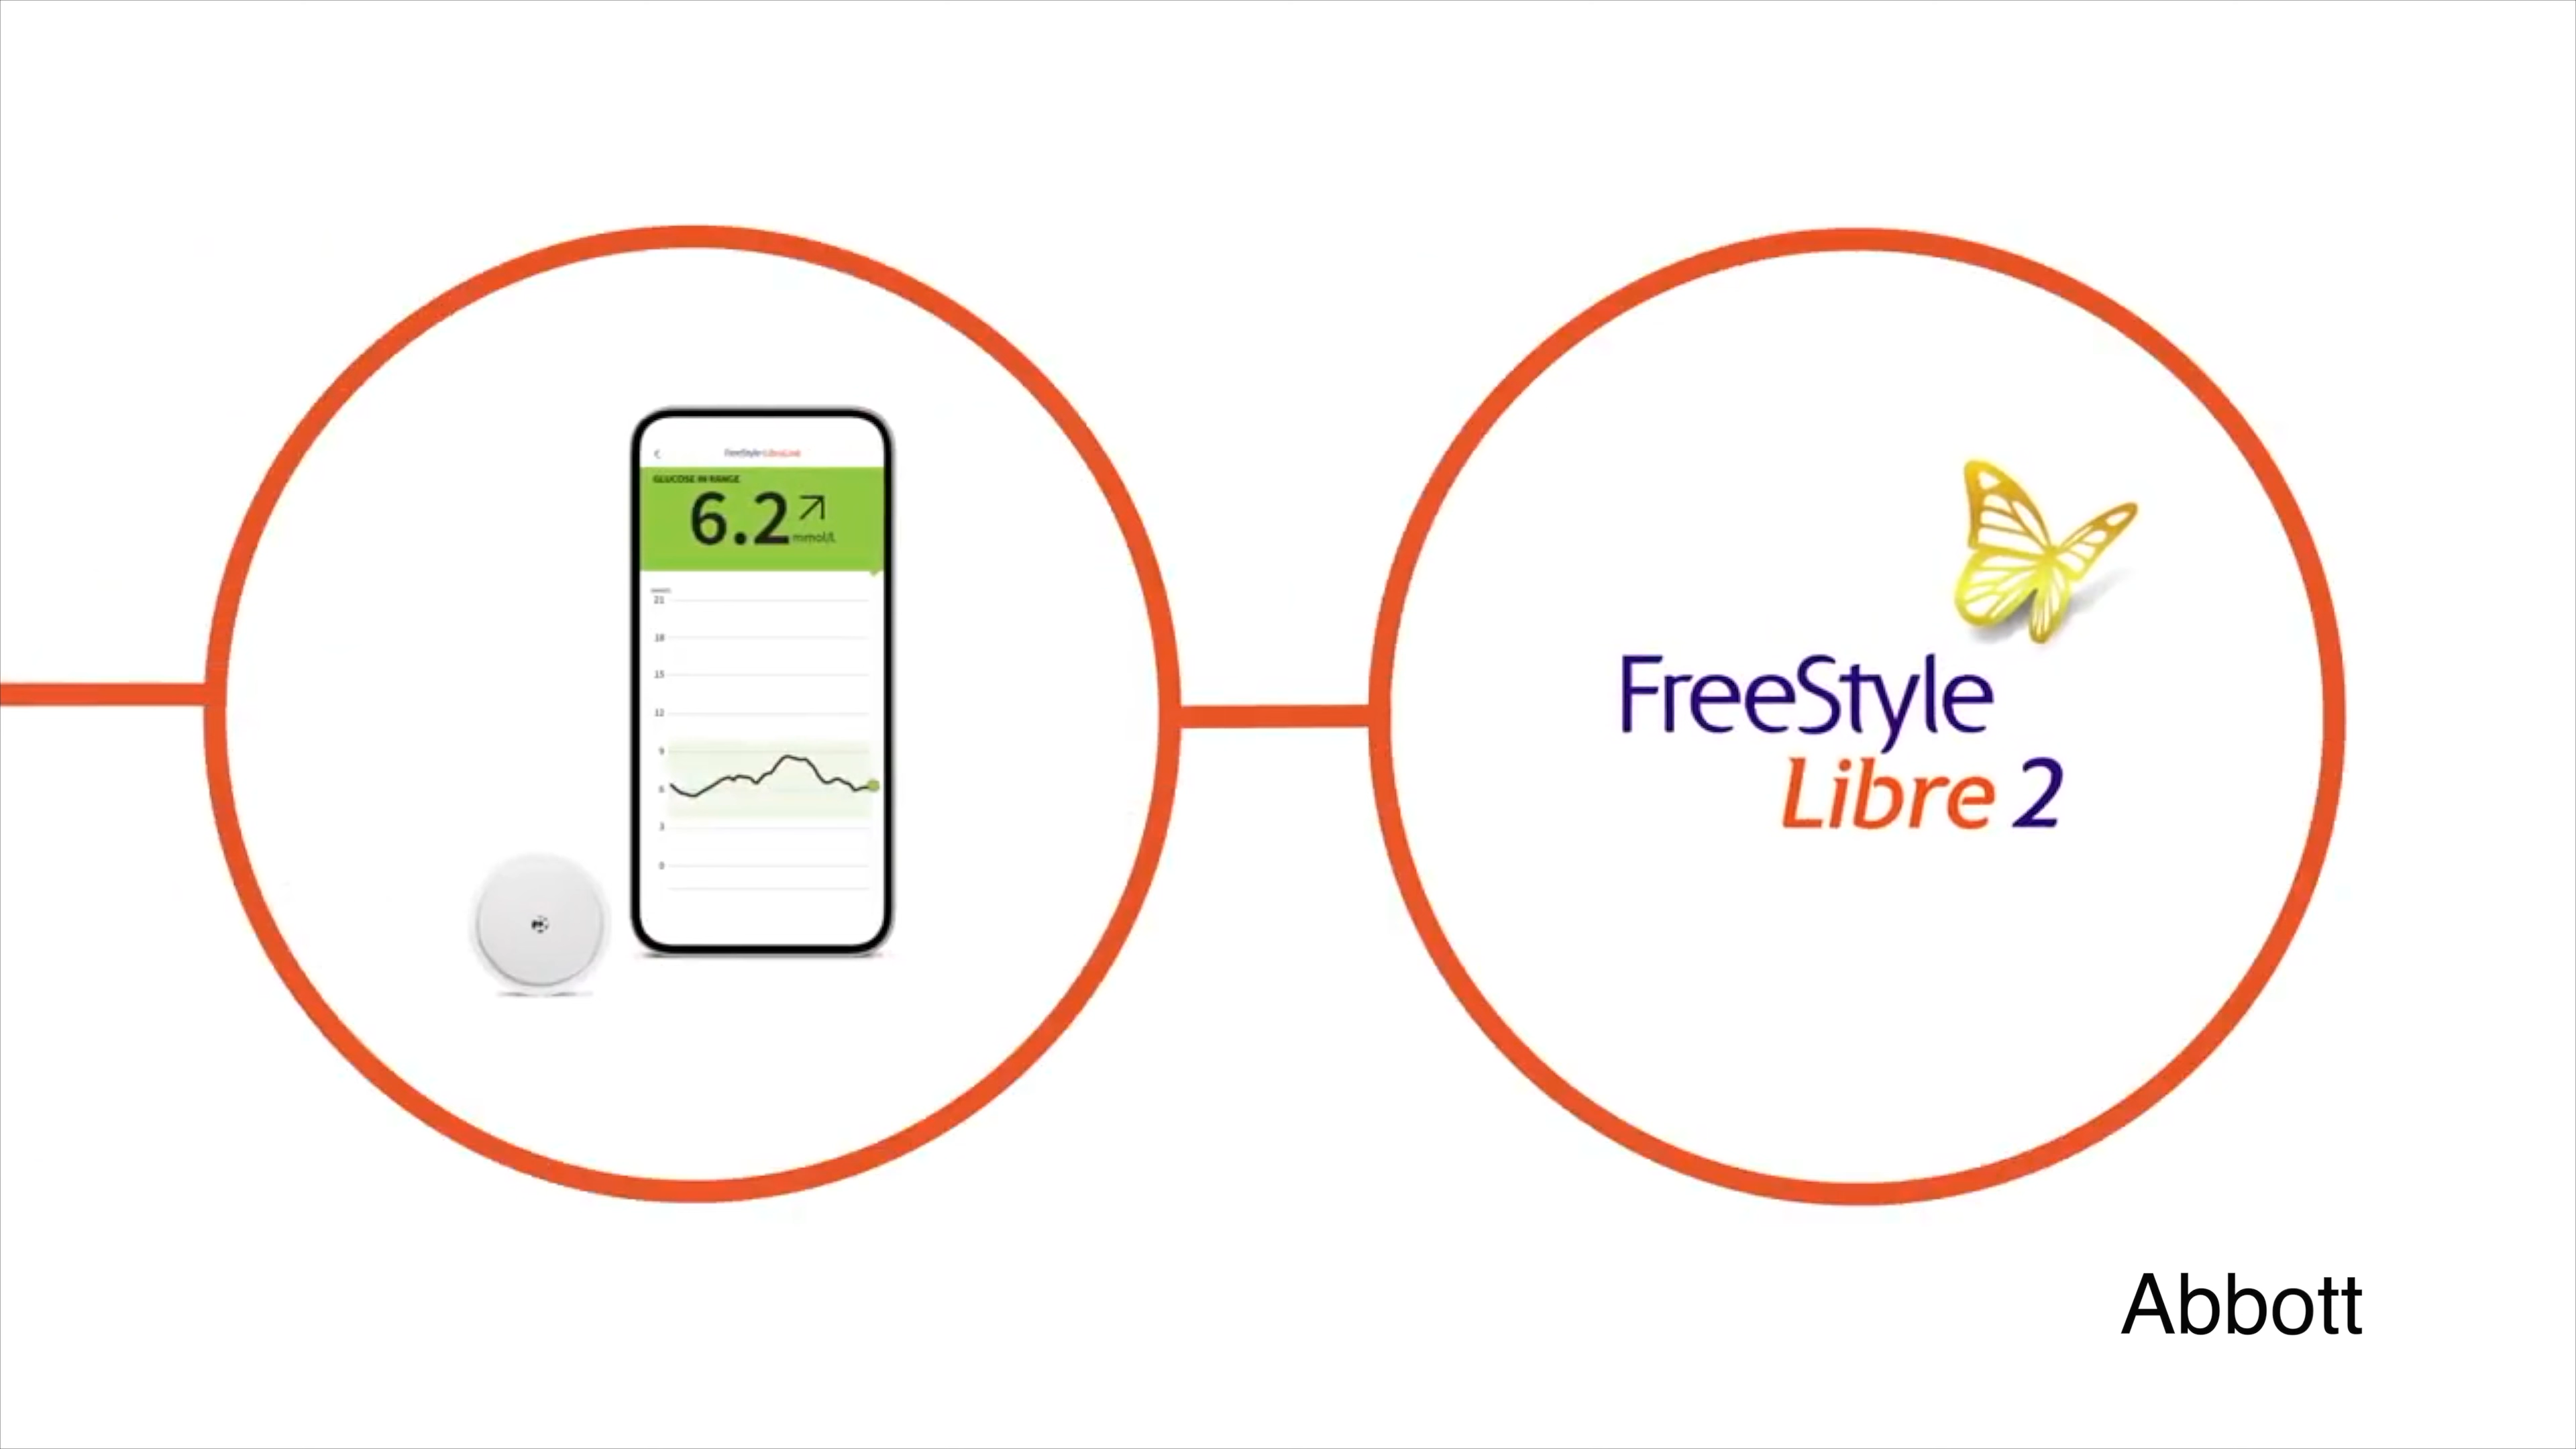 FreeStyle LibreLink
GLUCOSE IN RANGE
6.2
mmol/L
21
18
15
12
9
6
3
0
FreeStyle
Libre 2
Abbott